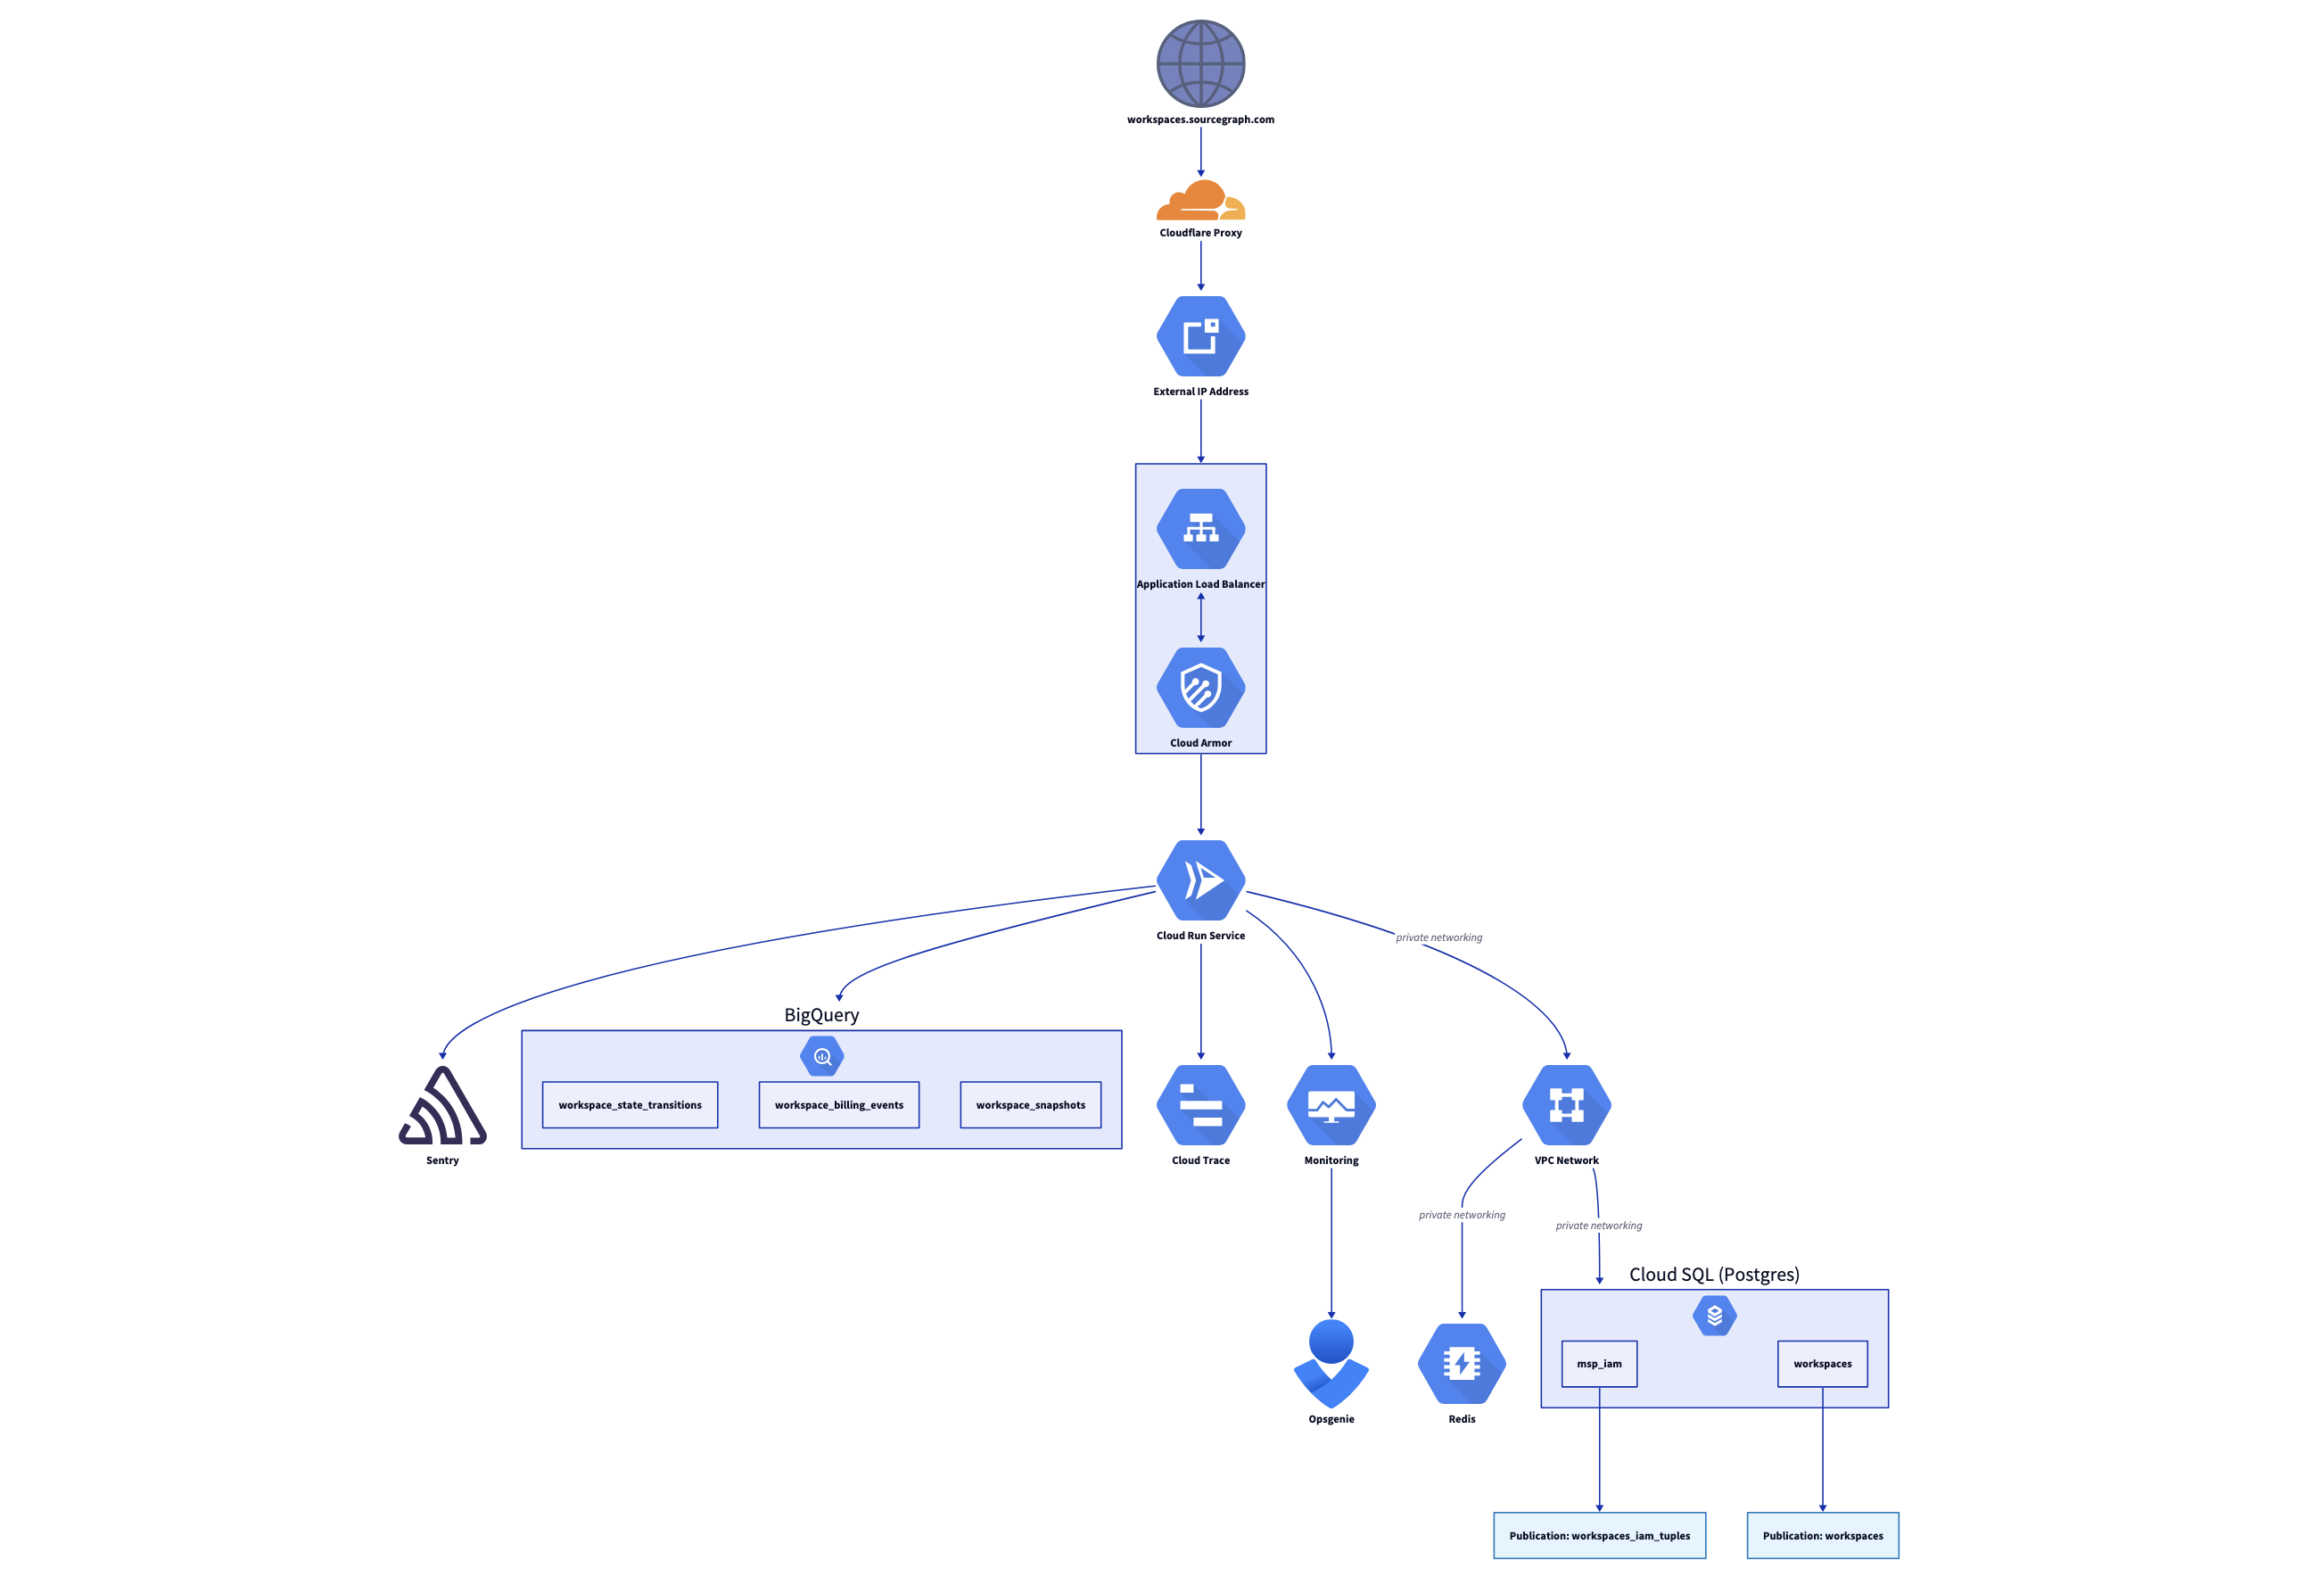 workspaces.sourcegraph.com
Cloudflare Proxy
External IP Address
Application Load Balancer
Cloud Armor
Cloud Run Service
private networking
BigQuery
workspace_state_transitions
workspace_billing_events
workspace_snapshots
Sentry
Cloud Trace
Monitoring
VPC Network
private networking
private networking
Cloud SQL (Postgres)
msp_iam
workspaces
Opsgenie
Redis
Publication: workspaces_iam_tuples
Publication: workspaces